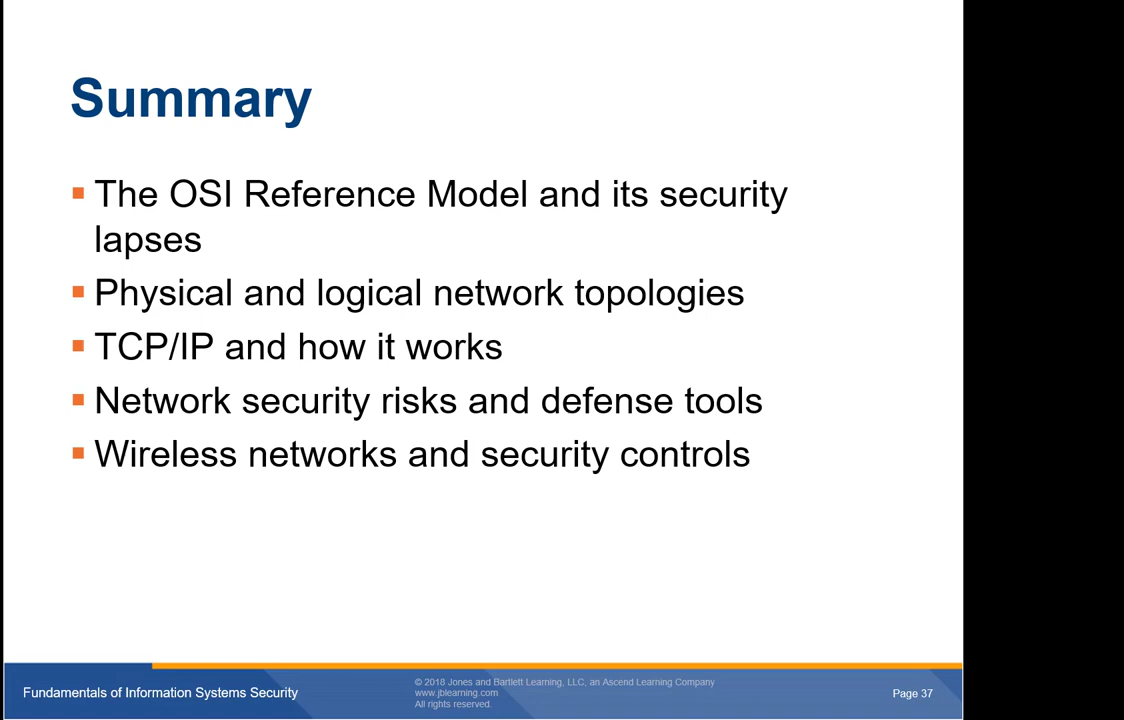 Summary
The OSI Reference Model and its security
lapses
Physical and logical network topologies
TCP/IP and how it works
Network security risks and defense tools
Wireless networks and security controls
Fundamentals of Information Systems Security
© 2018 Jones and Bartlett Learning, LLC, an Ascend Learning Company
www.jblearning.com
All rights reserved.
Page 37